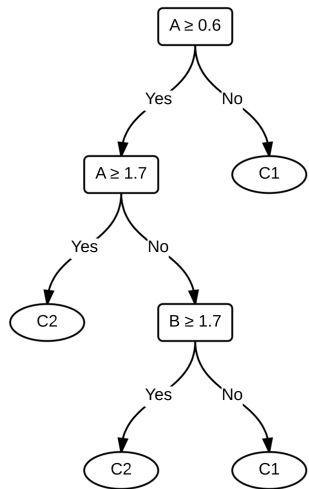 A ≥ 0.6
Yes
No
A ≥ 1.7
C1
Yes
No
C2
B ≥ 1.7
Yes
No
C2
C1